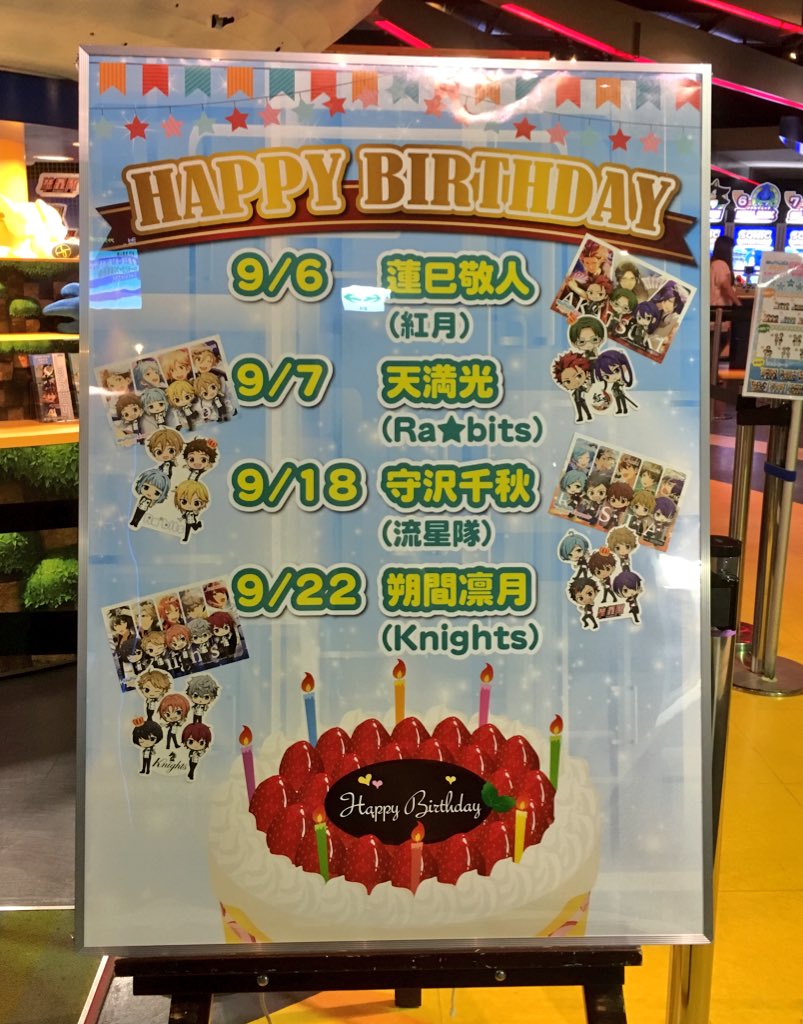 HAPPY BIRTHDAY
9/6 蓮巳敬人
(紅月)
9/7 天満光
(Ra★bits)
9/18 守沢千秋
(流星隊)
9/22 朔間凛月
(Knights)
Knights
Happy Birthday